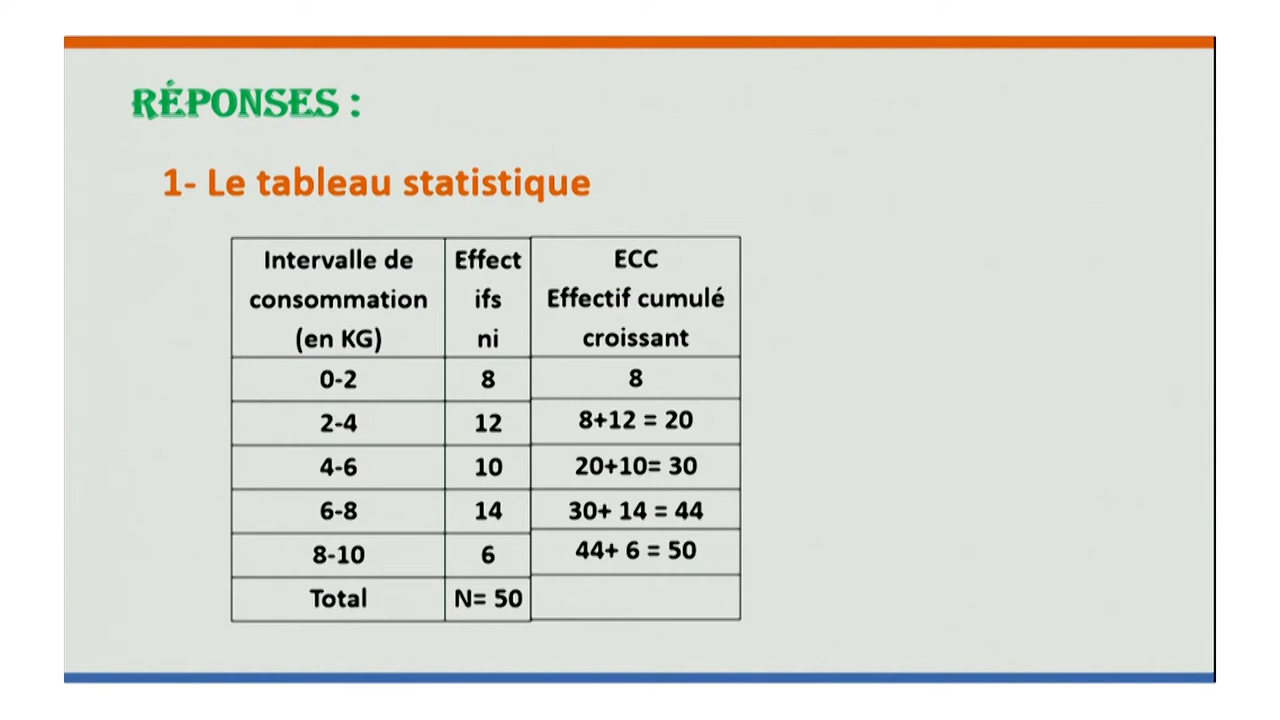 RÉPONSES :
1- Le tableau statistique
Intervalle de consommation (en KG) Effect ifs ni ECC Effectif cumulé croissant
0-2 8 8
2-4 12 8+12 = 20
4-6 10 20+10= 30
6-8 14 30+ 14 = 44
8-10 6 44+ 6 = 50
Total N= 50